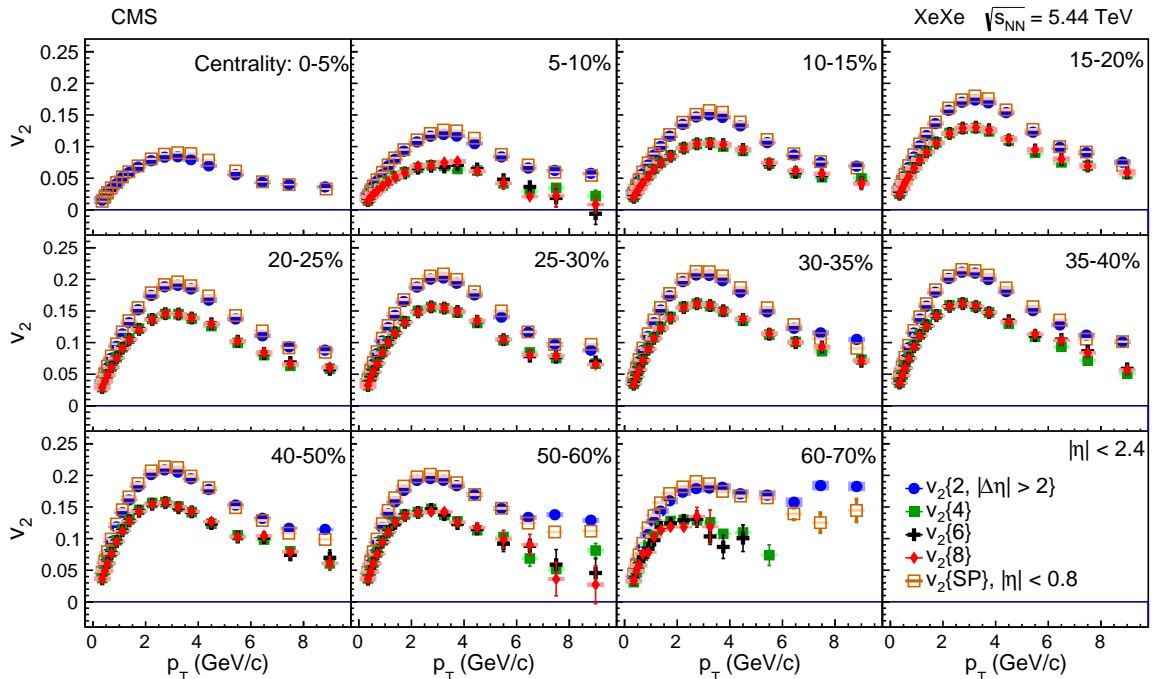 CMS XeXe √s_NN = 5.44 TeV
0.25 Centrality: 0-5% 5-10% 10-15% 15-20%
0.2
0.15
v₂
0.1
0.05
0
0.25 20-25% 25-30% 30-35% 35-40%
0.2
0.15
v₂
0.1
0.05
0
0.25 40-50% 50-60% 60-70% |η| < 2.4
0.2
v₂{2, |Δη| > 2}
0.15
v₂ v₂{4}
0.1 v₂{6}
v₂{8}
0.05 v₂{SP}, |η| < 0.8
0
0 2 4 6 8 0 2 4 6 8 0 2 4 6 8 0 2 4 6 8
p_T (GeV/c) p_T (GeV/c) p_T (GeV/c) p_T (GeV/c)